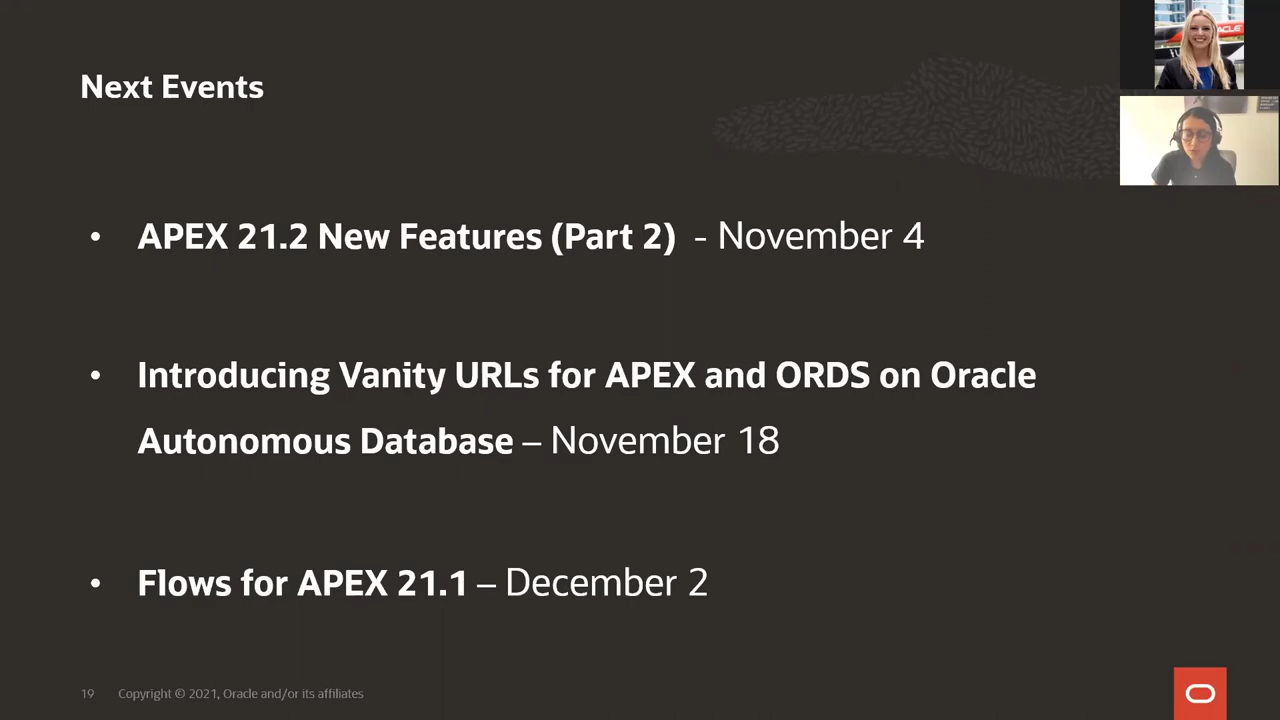 Next Events
ORACLE
• APEX 21.2 New Features (Part 2) - November 4
• Introducing Vanity URLs for APEX and ORDS on Oracle
Autonomous Database – November 18
• Flows for APEX 21.1 – December 2
19 Copyright © 2021, Oracle and/or its affiliates